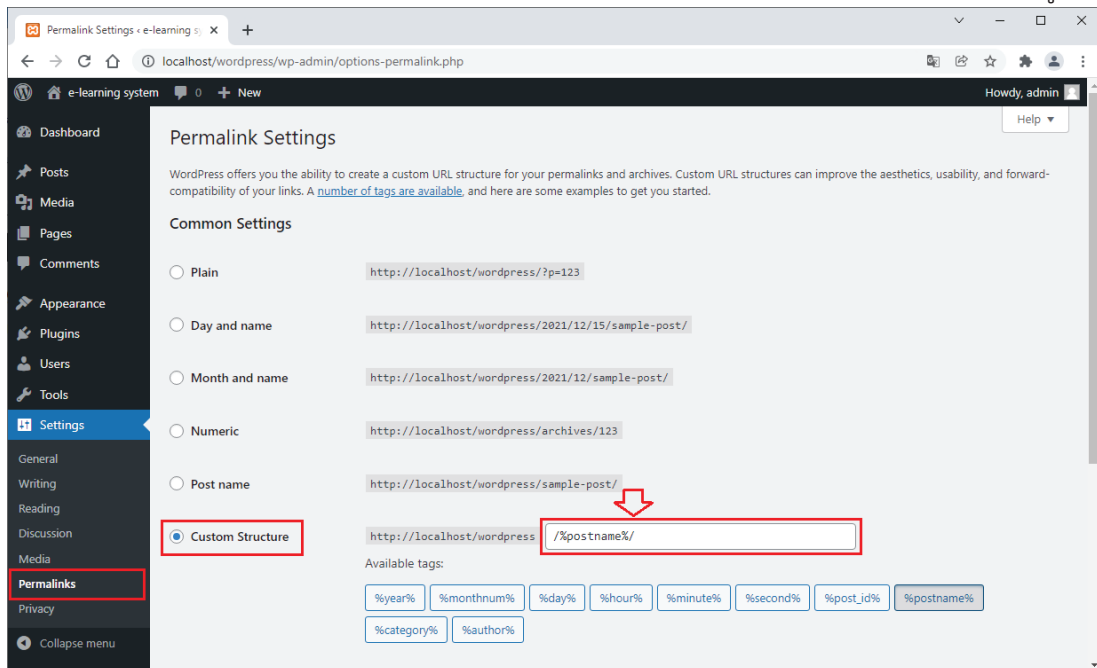 Permalink Settings ‹ e-learning sy
localhost/wordpress/wp-admin/options-permalink.php
e-learning system 0 New
Howdy, admin
Help
Dashboard
Posts
Media
Pages
Comments
Appearance
Plugins
Users
Tools
Settings
General
Writing
Reading
Discussion
Media
Permalinks
Privacy
Collapse menu
Permalink Settings
WordPress offers you the ability to create a custom URL structure for your permalinks and archives. Custom URL structures can improve the aesthetics, usability, and forward-
compatibility of your links. A number of tags are available, and here are some examples to get you started.
Common Settings
Plain http://localhost/wordpress/?p=123
Day and name http://localhost/wordpress/2021/12/15/sample-post/
Month and name http://localhost/wordpress/2021/12/sample-post/
Numeric http://localhost/wordpress/archives/123
Post name http://localhost/wordpress/sample-post/
Custom Structure http://localhost/wordpress /%postname%/
Available tags:
%year% %monthnum% %day% %hour% %minute% %second% %post_id% %postname%
%category% %author%